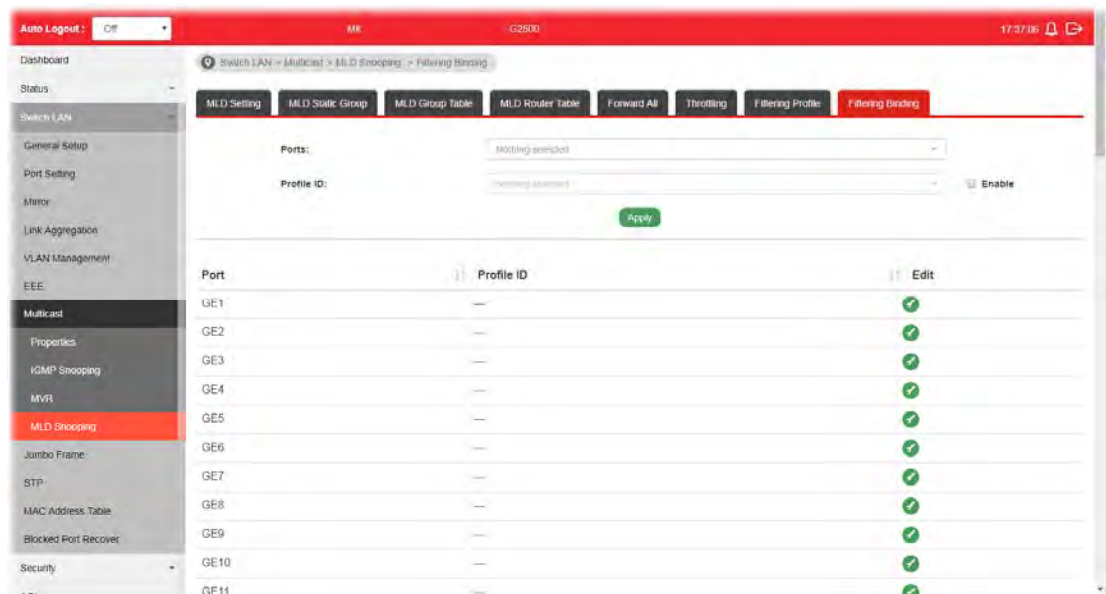 Auto Logout : Off MK G2500 17:37:06
Dashboard
Switch LAN > Multicast > MLD Snooping > Filtering Binding
Status
MLD Setting MLD Static Group MLD Group Table MLD Router Table Forward All Throttling Filtering Profile Filtering Binding
Switch LAN
General Setup
Ports: Nothing selected
Port Setting
Profile ID: Nothing selected Enable
Mirror
Apply
Link Aggregation
VLAN Management
Port Profile ID Edit
EEE
GE1 ---
Multicast
GE2 ---
Properties
GE3 ---
IGMP Snooping
GE4 ---
MVR
GE5 ---
MLD Snooping
GE6 ---
Jumbo Frame
GE7 ---
STP
GE8 ---
MAC Address Table
GE9 ---
Blocked Port Recover
GE10 ---
Security
GE11